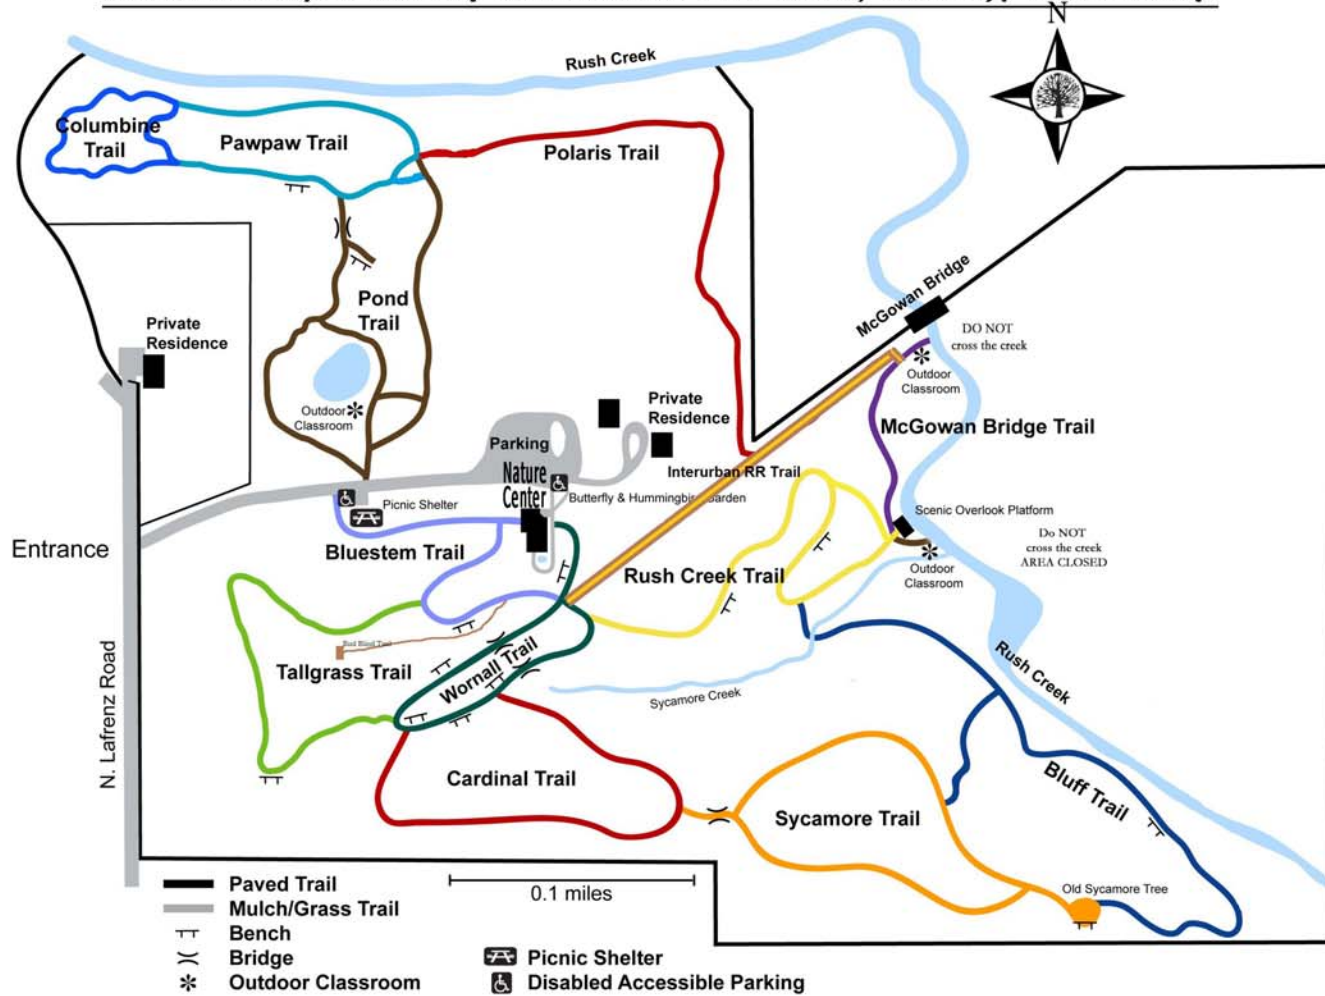 N
Rush Creek
Columbine
Trail
Pawpaw Trail
Polaris Trail
McGowan Bridge
DO NOT
cross the creek
Outdoor
Classroom
Private
Residence
Pond
Trail
Outdoor
Classroom
Private
Residence
McGowan Bridge Trail
Parking
Nature
Center
Interurban RR Trail
Butterfly & Hummingbird Garden
Picnic Shelter
Scenic Overlook Platform
Do NOT
cross the creek
AREA CLOSED
Entrance
Bluestem Trail
Rush Creek Trail
Outdoor
Classroom
Tallgrass Trail
Wornall Trail
Sycamore Creek
Rush Creek
N. Lafrenz Road
Cardinal Trail
Sycamore Trail
Bluff Trail
Old Sycamore Tree
Paved Trail
Mulch/Grass Trail
Bench
Bridge
Outdoor Classroom
0.1 miles
Picnic Shelter
Disabled Accessible Parking